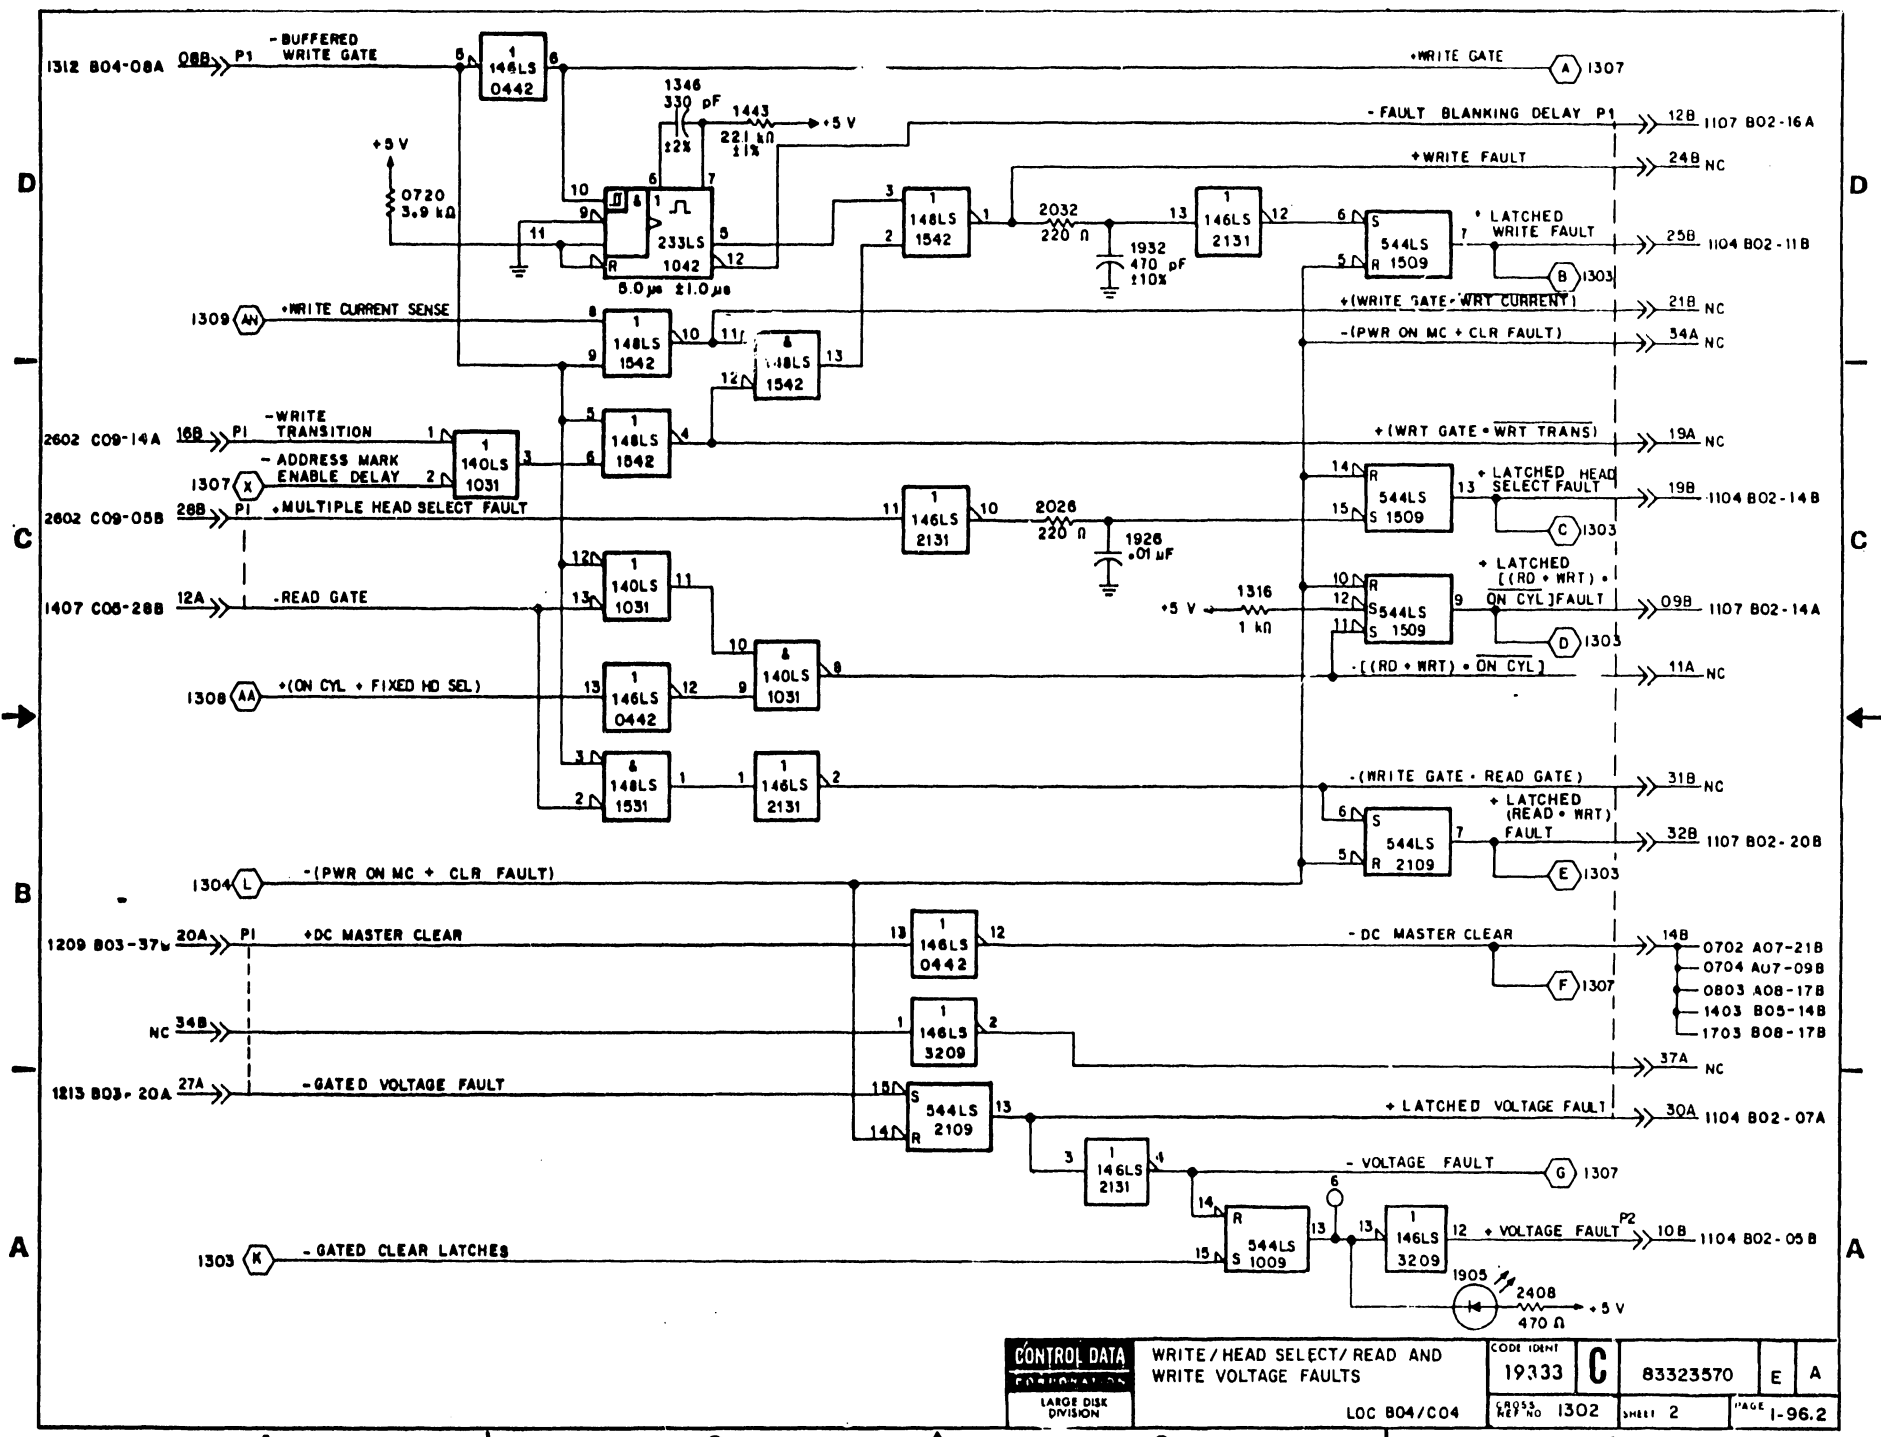 - BUFFERED
WRITE GATE
1312 B04-08A 08B P1
5 1 6
146LS
0442
+WRITE GATE
A 1307
1346
330 pF
±2%
1443
22.1 kΩ
±1%
+5 V
- FAULT BLANKING DELAY P1 12B 1107 B02-16A
+WRITE FAULT 24B NC
+5 V
0720
3.9 kΩ
10 & 1 6 7
9
11
R
233LS
1042
5
12
5.0 µs ±1.0 µs
3 1
148LS 1
2 1542
2032
220 Ω
1932
470 pF
±10%
13 1 12
146LS
2131
6 S
544LS 7
5 R 1509
+ LATCHED
WRITE FAULT
25B 1104 B02-11B
B 1303
+(WRITE GATE • WRT CURRENT) 21B NC
-(PWR ON MC + CLR FAULT) 34A NC
1309 AN +WRITE CURRENT SENSE
8 1 10
148LS
9 1542
11 &
148LS 13
12 1542
-WRITE
TRANSITION
2602 C09-14A 16B P1
- ADDRESS MARK
ENABLE DELAY
1307 X
1 1
140LS 3
2 1031
5 1
148LS 4
6 1542
+(WRT GATE • WRT TRANS) 19A NC
2602 C09-05B 28B P1 +MULTIPLE HEAD SELECT FAULT
11 1 10
146LS
2131
2026
220 Ω
1926
.01 µF
14 R
544LS 13
15 S 1509
+ LATCHED HEAD
SELECT FAULT
19B 1104 B02-14B
C 1303
1407 C05-28B 12A -READ GATE
12 1 11
140LS
13 1031
+5 V 1316
1 kΩ
10 R
12 S 544LS 9
11 S 1509
+ LATCHED
[(RD + WRT) •
ON CYL] FAULT
09B 1107 B02-14A
D 1303
-[(RD + WRT) • ON CYL] 11A NC
1308 AA +(ON CYL + FIXED HD SEL)
13 1 12
146LS
0442
10 & 8
140LS
9 1031
3 &
148LS 1
2 1531
1 1 2
146LS
2131
-(WRITE GATE • READ GATE) 31B NC
6 S
544LS 7
5 R 2109
+ LATCHED
(READ • WRT)
FAULT
32B 1107 B02-20B
E 1303
1304 L -(PWR ON MC + CLR FAULT)
1209 B03-37 20A P1 +DC MASTER CLEAR
13 1 12
146LS
0442
- DC MASTER CLEAR 14B
0702 A07-21B
0704 A07-09B
0803 A08-17B
1403 B05-14B
1703 B08-17B
F 1307
NC 34B
1 1 2
146LS
3209
37A NC
1213 B03-20A 27A -GATED VOLTAGE FAULT
15 S
544LS 13
14 R 2109
+ LATCHED VOLTAGE FAULT 30A 1104 B02-07A
3 1 4
146LS
2131
- VOLTAGE FAULT G 1307
1303 K - GATED CLEAR LATCHES
14 R
544LS 13
15 S 1009
6
13 1 12
146LS
3209
+ VOLTAGE FAULT P2 10B 1104 B02-05B
1905
2408
470 Ω
+5 V
D
C
B
A
D
C
A
CONTROL DATA
CORPORATION
LARGE DISK
DIVISION
WRITE/HEAD SELECT/READ AND
WRITE VOLTAGE FAULTS
LOC B04/C04
CODE IDENT
19333
C
83323570
E
A
CROSS
REF NO 1302
SHEET 2
PAGE 1-96.2